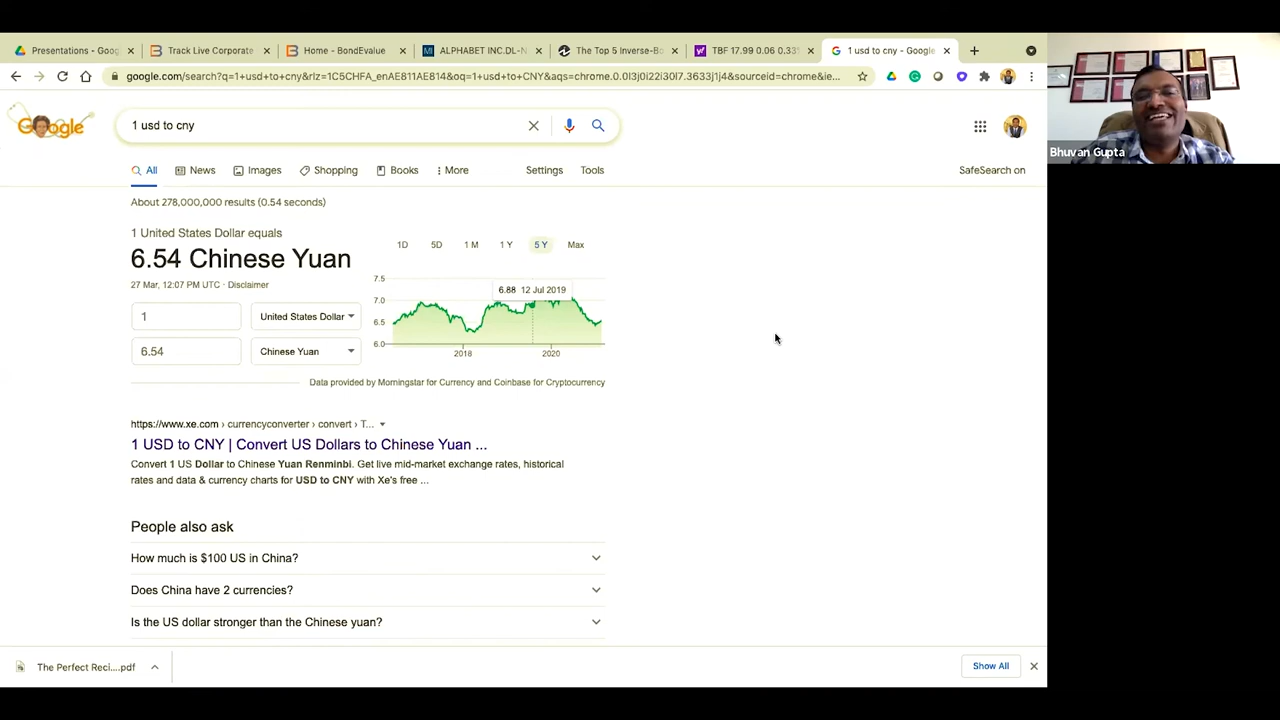 Presentations - Goog
Track Live Corporate
Home - BondEvalue
ALPHABET INC.DL-N
The Top 5 Inverse-Bo
TBF 17.99 0.06 0.33
1 usd to cny - Google
google.com/search?q=1+usd+to+cny&rlz=1C5CHFA_enAE811AE814&oq=1+usd+to+CNY&aqs=chrome.0.0l3j0i22i30l7.3633j1j4&sourceid=chrome&ie...
Google
1 usd to cny
All
News
Images
Shopping
Books
More
Settings
Tools
SafeSearch on
About 278,000,000 results (0.54 seconds)
1 United States Dollar equals
6.54 Chinese Yuan
27 Mar, 12:07 PM UTC · Disclaimer
1
United States Dollar
6.54
Chinese Yuan
1D
5D
1 M
1 Y
5 Y
Max
7.5
7.0
6.5
6.0
6.88 12 Jul 2019
2018
2020
Data provided by Morningstar for Currency and Coinbase for Cryptocurrency
https://www.xe.com › currencyconverter › convert › T...
1 USD to CNY | Convert US Dollars to Chinese Yuan ...
Convert 1 US Dollar to Chinese Yuan Renminbi. Get live mid-market exchange rates, historical
rates and data & currency charts for USD to CNY with Xe's free ...
People also ask
How much is $100 US in China?
Does China have 2 currencies?
Is the US dollar stronger than the Chinese yuan?
The Perfect Reci....pdf
Show All
Bhuvan Gupta